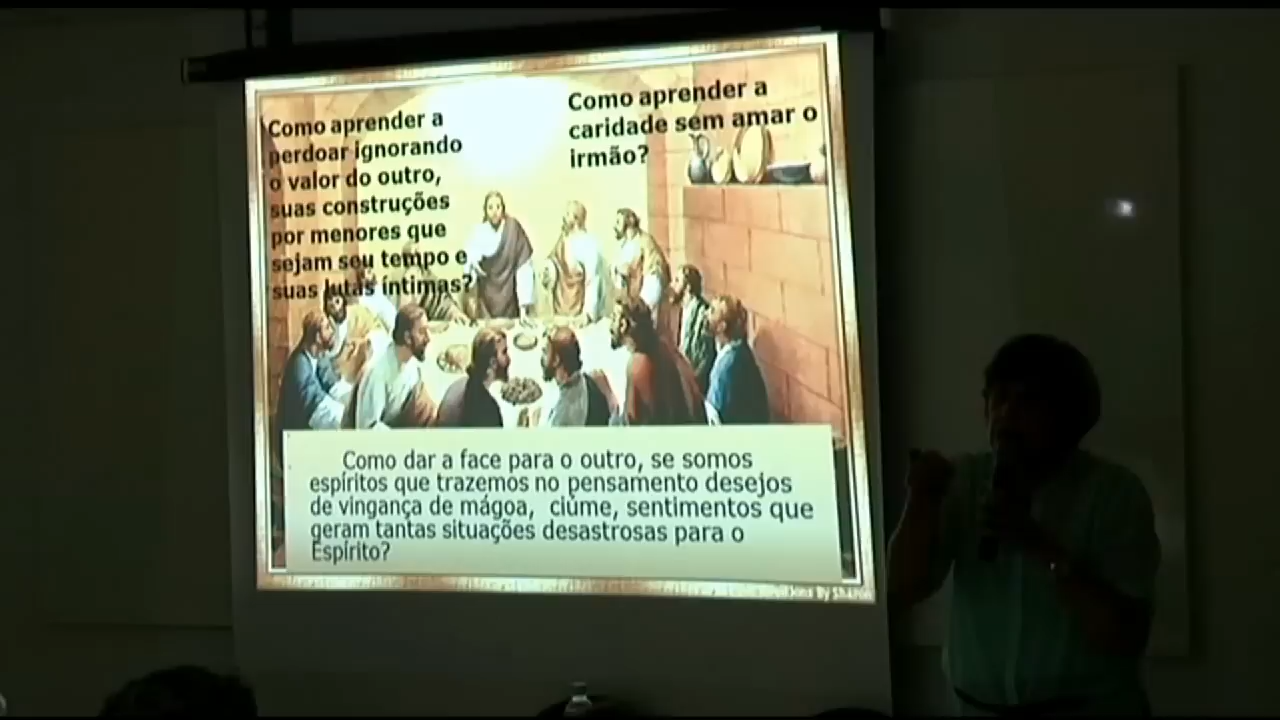 Como aprender a
perdoar ignorando
o valor do outro,
suas construções
por menores que
sejam seu tempo e
suas lutas íntimas?
Como aprender a
caridade sem amar o
irmão?
Como dar a face para o outro, se somos
espíritos que trazemos no pensamento desejos
de vingança de mágoa, ciúme, sentimentos que
geram tantas situações desastrosas para o
Espírito?